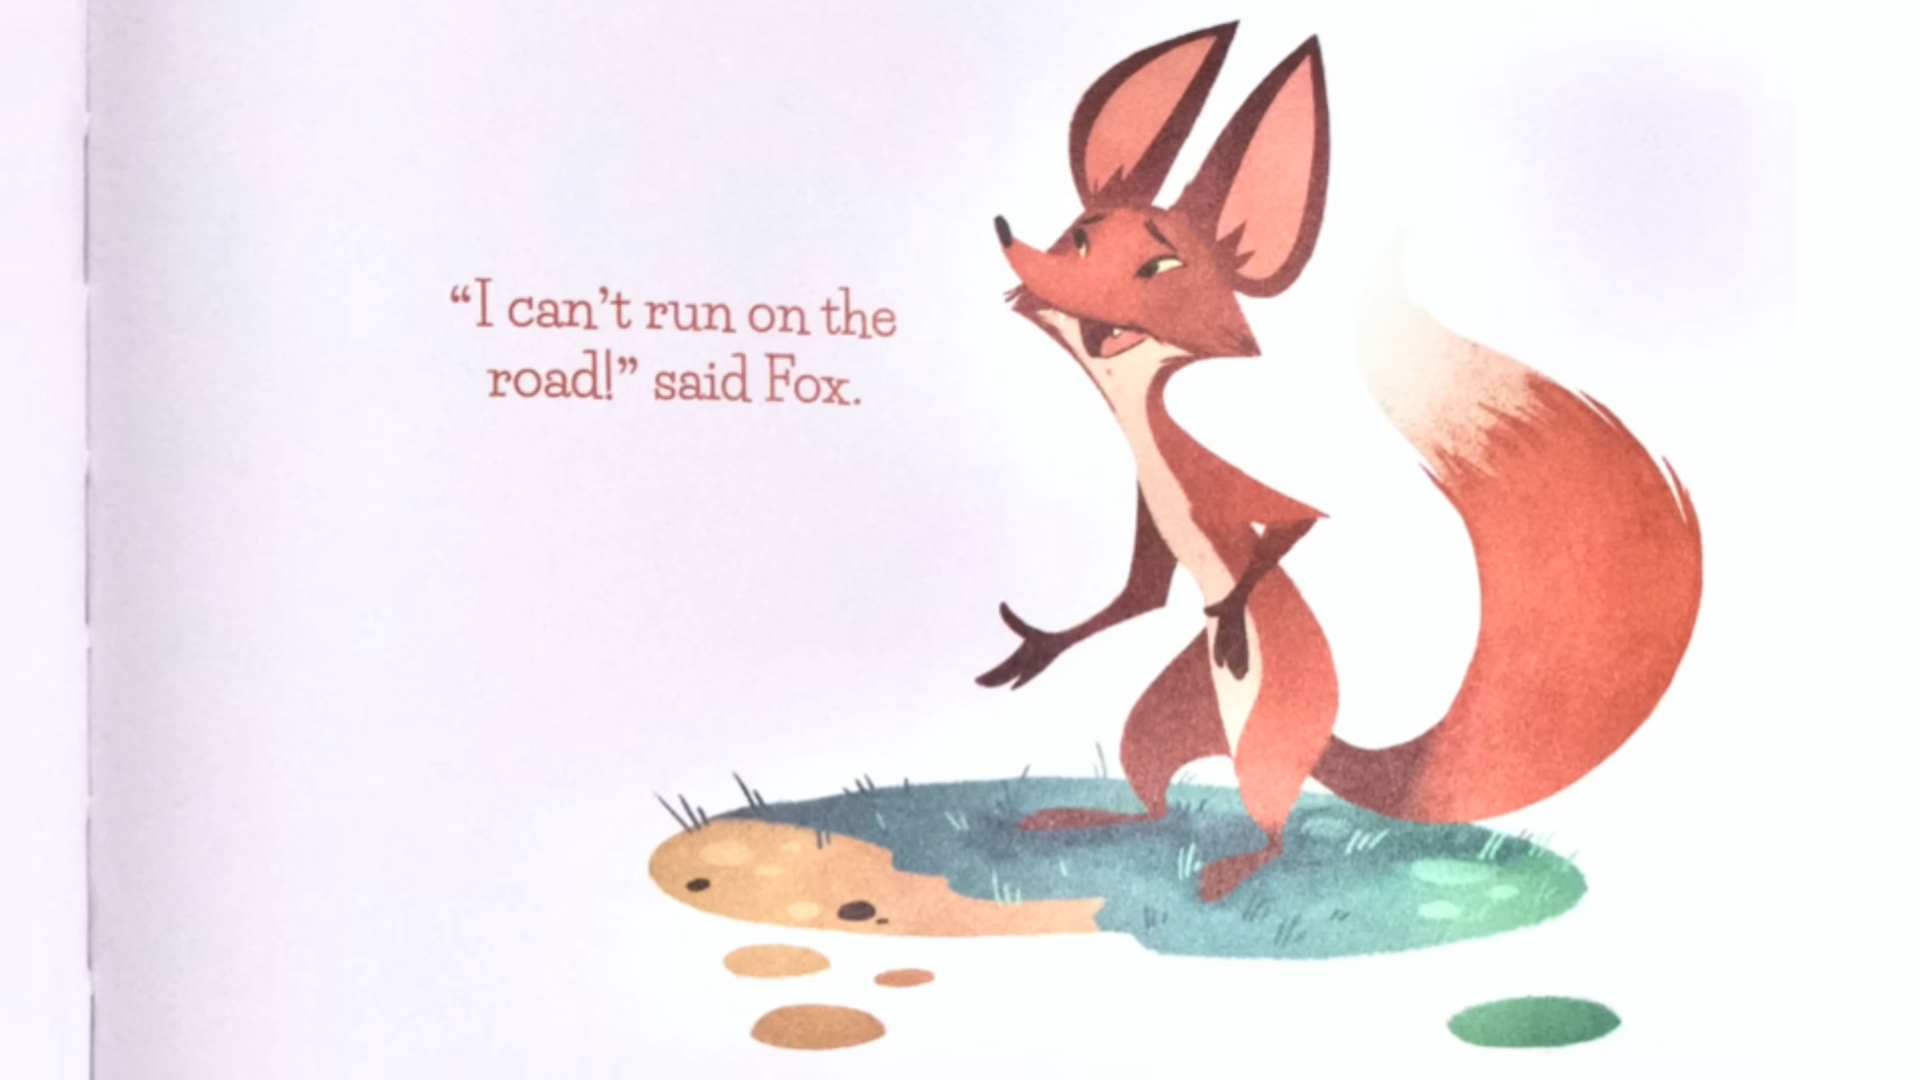 “I can’t run on the
road!” said Fox.